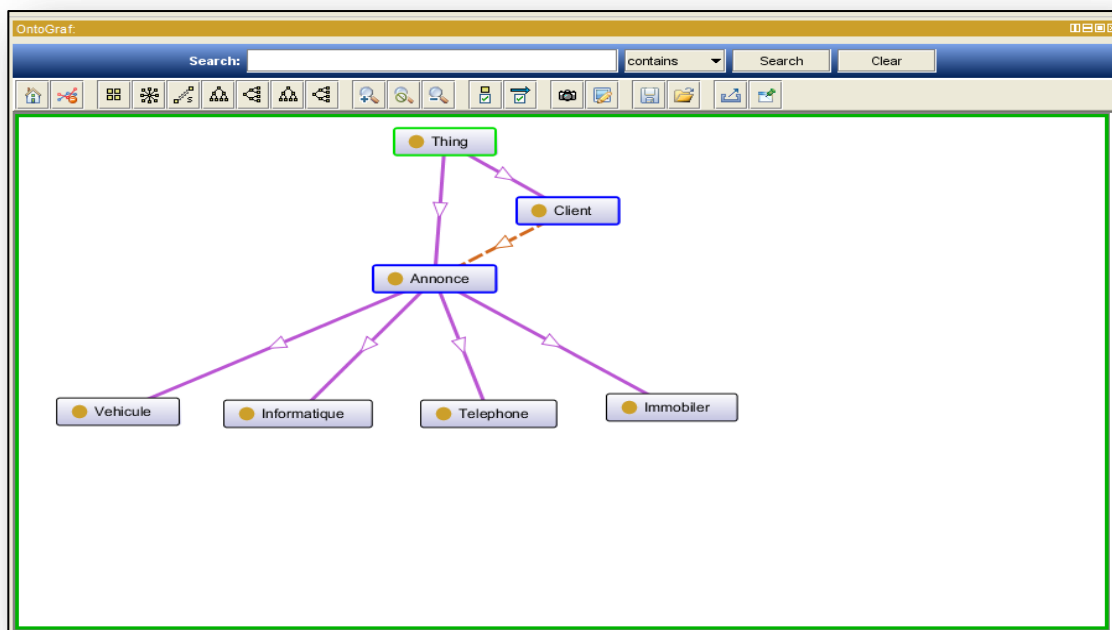 OntoGraf:
Search: contains Search Clear
Thing
Client
Annonce
Vehicule Informatique Telephone Immobiler